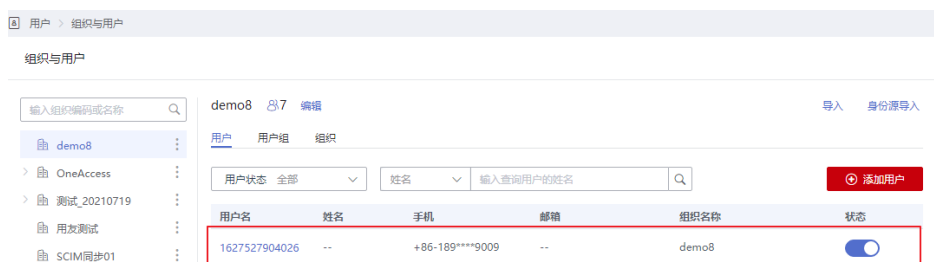 用户 > 组织与用户
组织与用户
输入组织编码或名称
demo8
OneAccess
测试_20210719
用友测试
SCIM同步01
demo8 7 编辑
导入 身份源导入
用户 用户组 组织
用户状态 全部 姓名 输入查询用户的姓名 添加用户
用户名 姓名 手机 邮箱 组织名称 状态
1627527904026 -- +86-189****9009 -- demo8